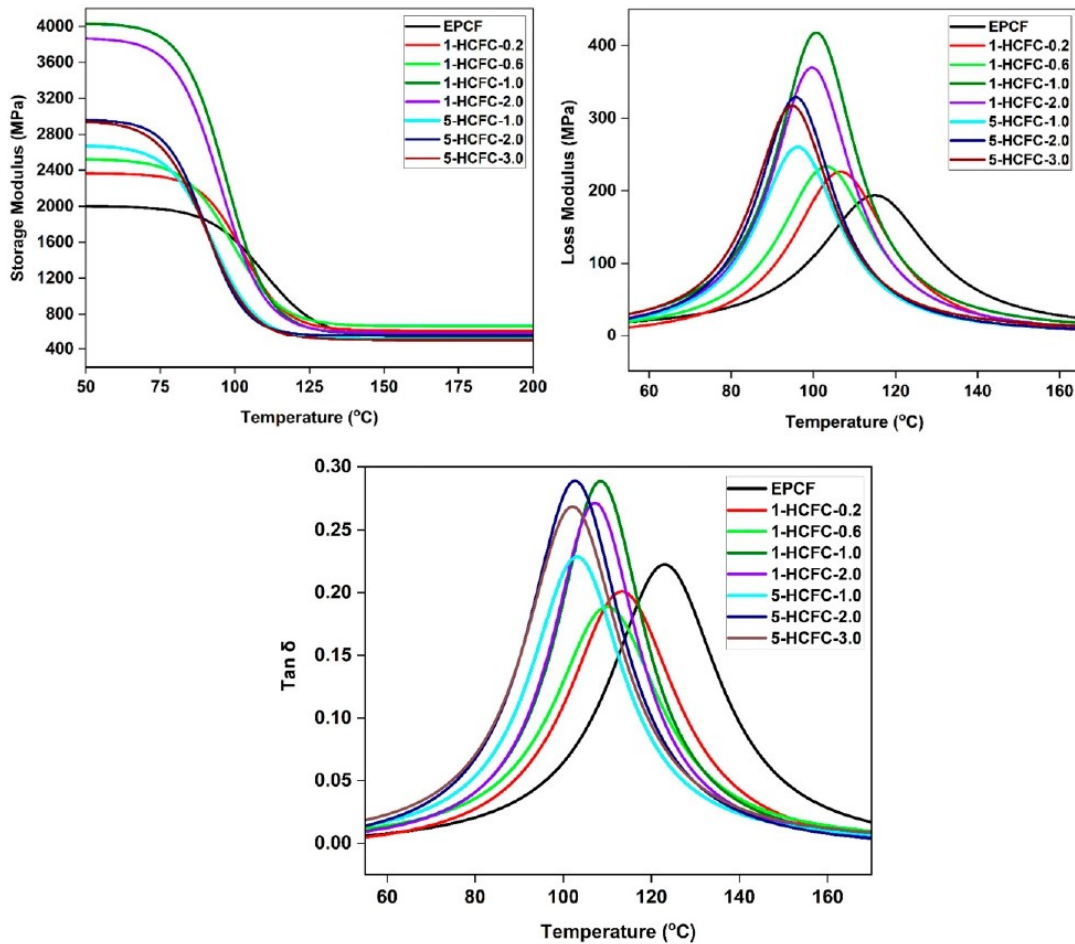 Storage Modulus (MPa)
4000
3600
3200
2800
2400
2000
1600
1200
800
400
50
75
100
125
150
175
200
Temperature (°C)
EPCF
1-HCFC-0.2
1-HCFC-0.6
1-HCFC-1.0
1-HCFC-2.0
5-HCFC-1.0
5-HCFC-2.0
5-HCFC-3.0
Loss Modulus (MPa)
400
300
200
100
0
60
80
100
120
140
160
Temperature (°C)
EPCF
1-HCFC-0.2
1-HCFC-0.6
1-HCFC-1.0
1-HCFC-2.0
5-HCFC-1.0
5-HCFC-2.0
5-HCFC-3.0
Tan δ
0.30
0.25
0.20
0.15
0.10
0.05
0.00
60
80
100
120
140
160
Temperature (°C)
EPCF
1-HCFC-0.2
1-HCFC-0.6
1-HCFC-1.0
1-HCFC-2.0
5-HCFC-1.0
5-HCFC-2.0
5-HCFC-3.0